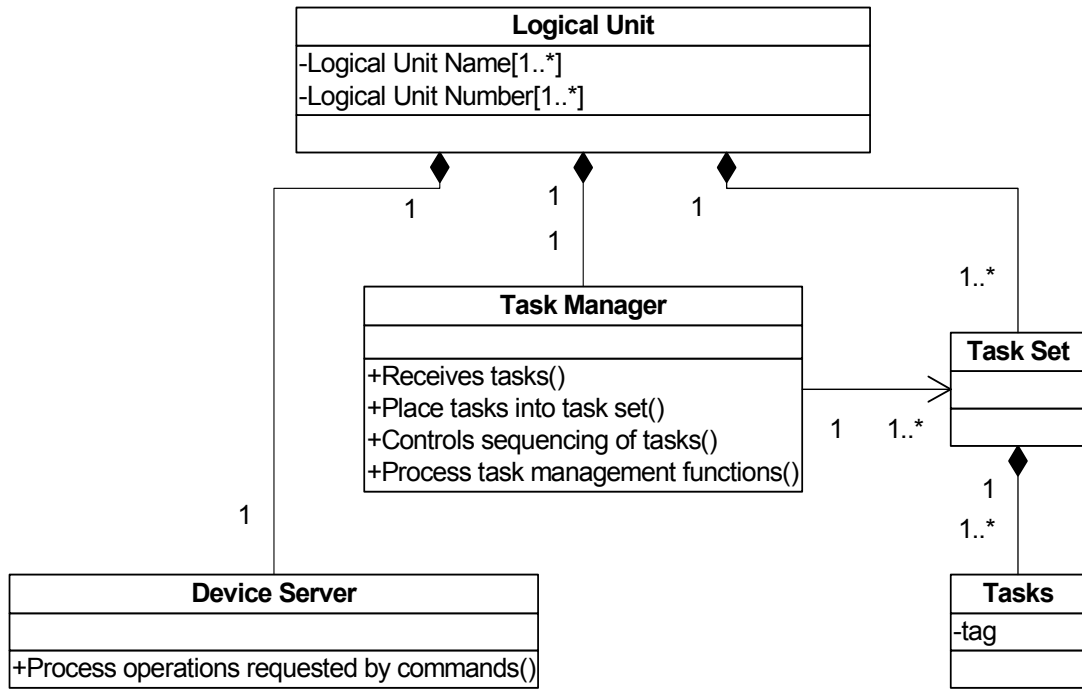 Logical Unit
-Logical Unit Name[1..*]
-Logical Unit Number[1..*]
1
1
1
1
1..*
Task Manager
+Receives tasks()
+Place tasks into task set()
+Controls sequencing of tasks()
+Process task management functions()
Task Set
1
1..*
1
1..*
1
Device Server
+Process operations requested by commands()
Tasks
-tag